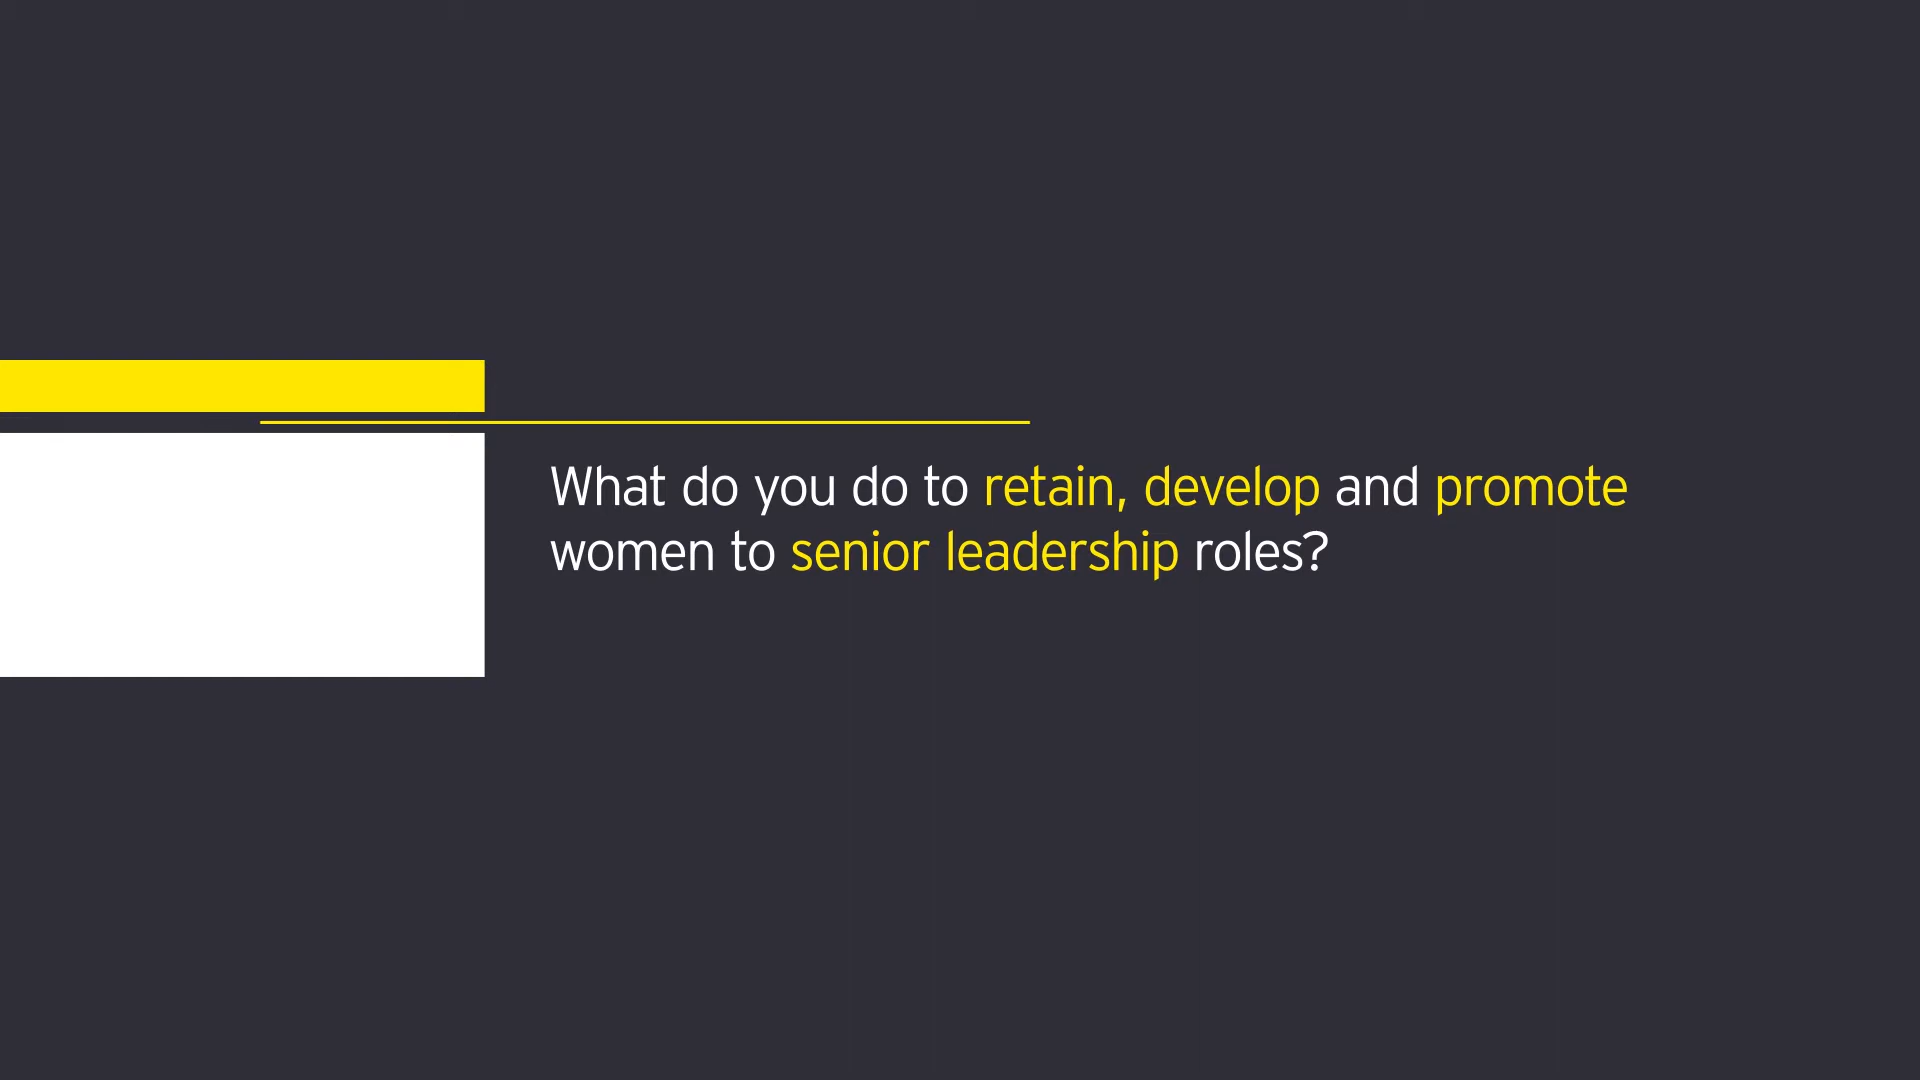 What do you do to retain, develop and promote
women to senior leadership roles?